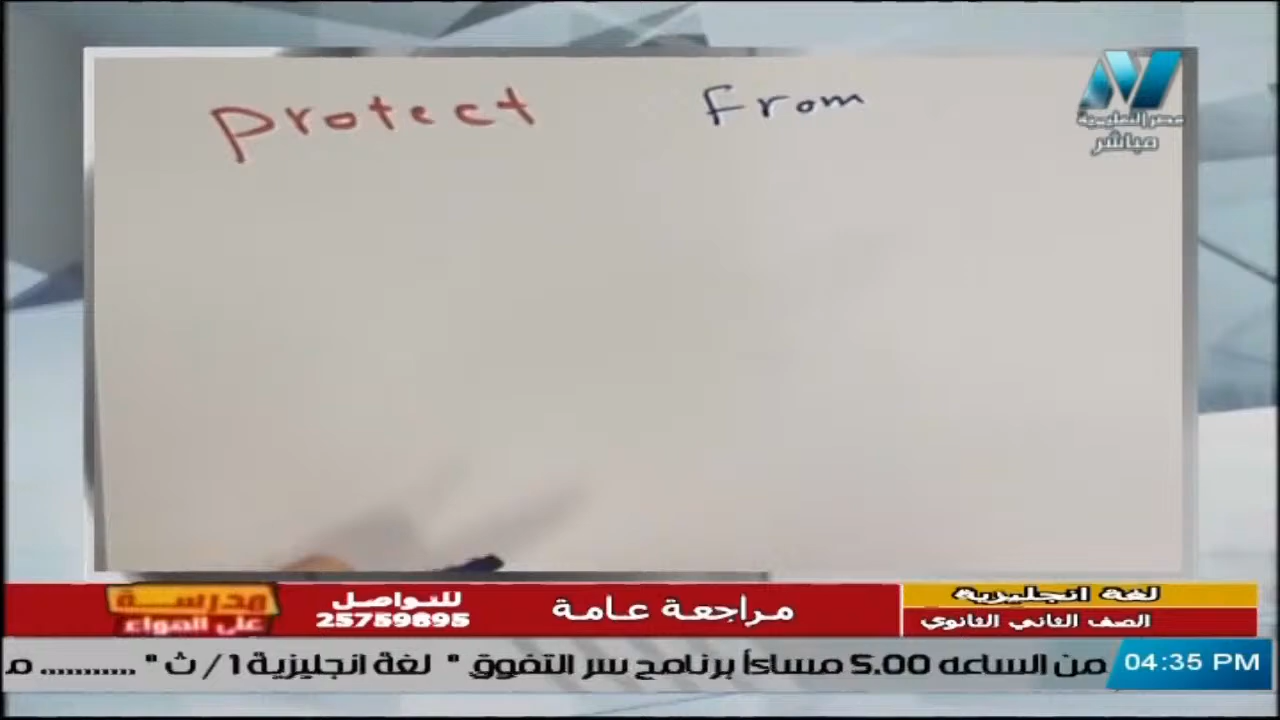 protect From
مصر التعليمية
مباشر
لغة انجليزية
الصف الثاني الثانوي
مراجعة عامة
للتواصل
25759895
مدرسة
على الهواء
04:35 PM
من الساعه 5.00 مساءاً برنامج سر التفوق " لغة انجليزية 1/ ث " ........... م